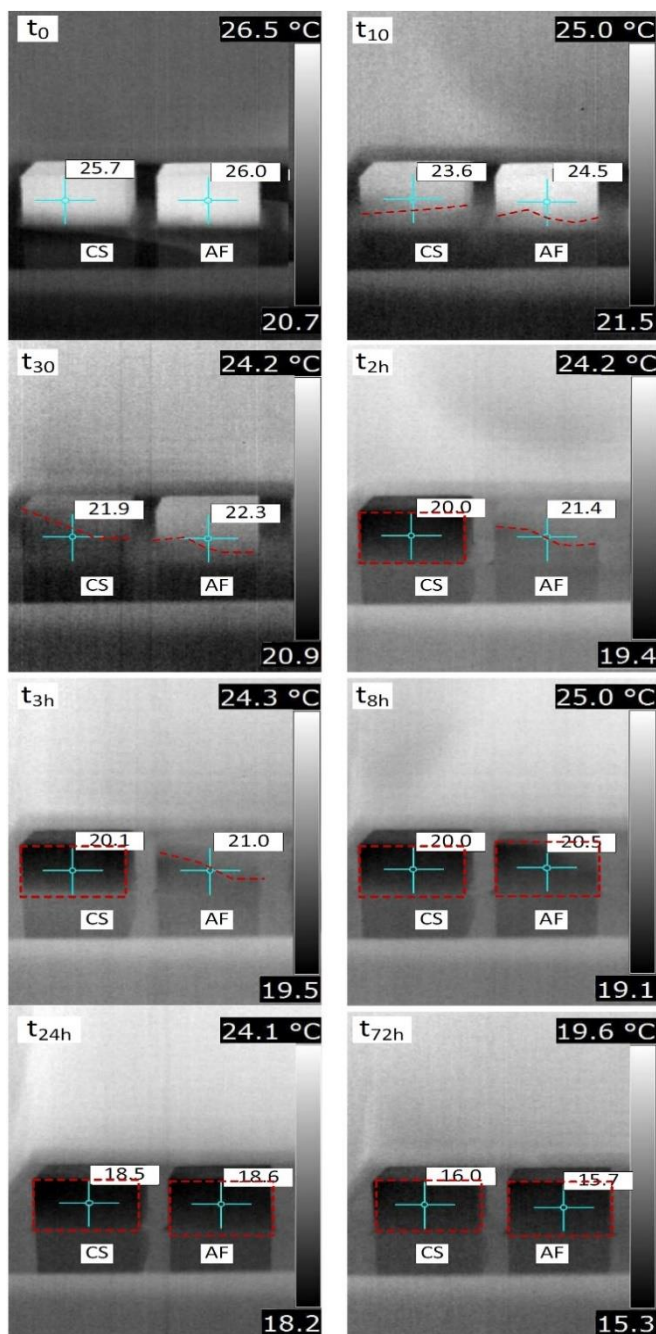 t0 26.5 °C
25.7 26.0
CS AF
20.7
t10 25.0 °C
23.6 24.5
CS AF
21.5
t30 24.2 °C
21.9 22.3
CS AF
20.9
t2h 24.2 °C
20.0 21.4
CS AF
19.4
t3h 24.3 °C
20.1 21.0
CS AF
19.5
t8h 25.0 °C
20.0 20.5
CS AF
19.1
t24h 24.1 °C
18.5 18.6
CS AF
18.2
t72h 19.6 °C
16.0 15.7
CS AF
15.3